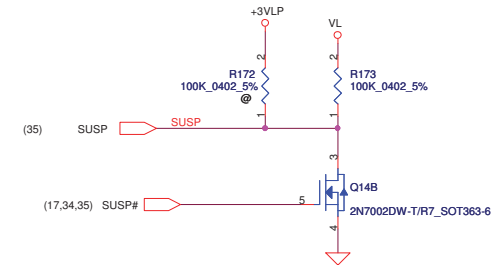 +3VLP
VL
2
2
R172
100K_0402_5%
@
R173
100K_0402_5%
1
1
(35)
SUSP
SUSP
3
(17,34,35)
SUSP#
5
Q14B
2N7002DW-T/R7_SOT363-6
4